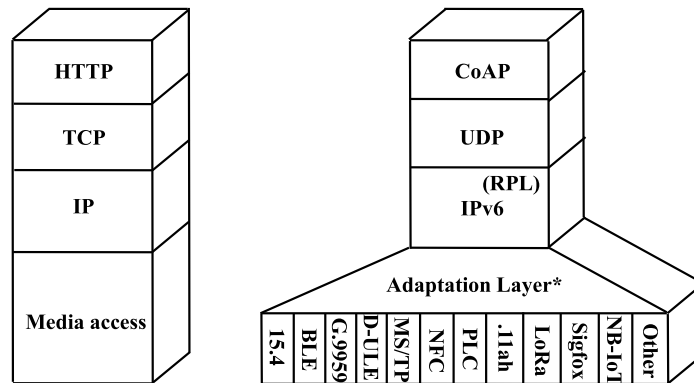 HTTP
TCP
IP
Media access
CoAP
UDP
(RPL)
IPv6
Adaptation Layer*
15.4
BLE
G.9959
D-ULE
MS/TP
NFC
PLC
.11ah
LoRa
Sigfox
NB-IoT
Other